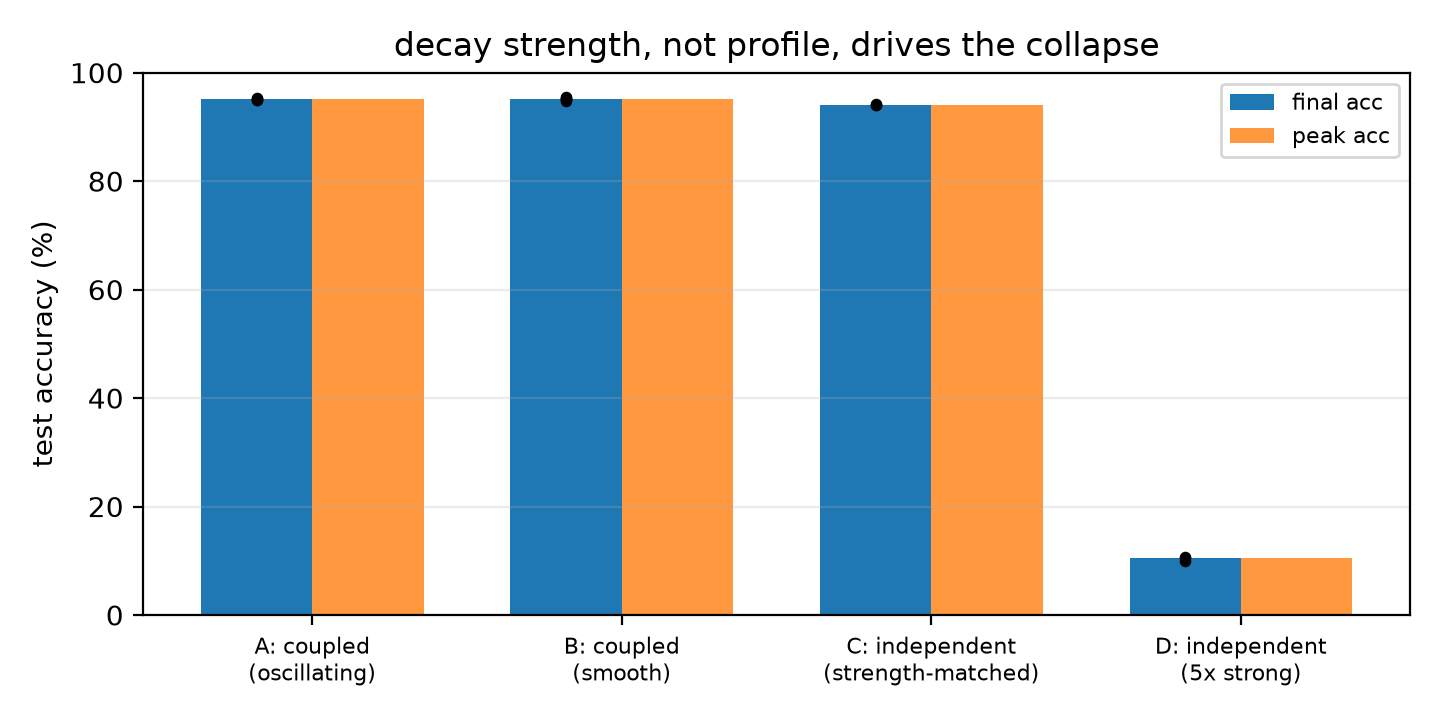 decay strength, not profile, drives the collapse
test accuracy (%)
100
80
60
40
20
0
final acc
peak acc
A: coupled
(oscillating)
B: coupled
(smooth)
C: independent
(strength-matched)
D: independent
(5x strong)